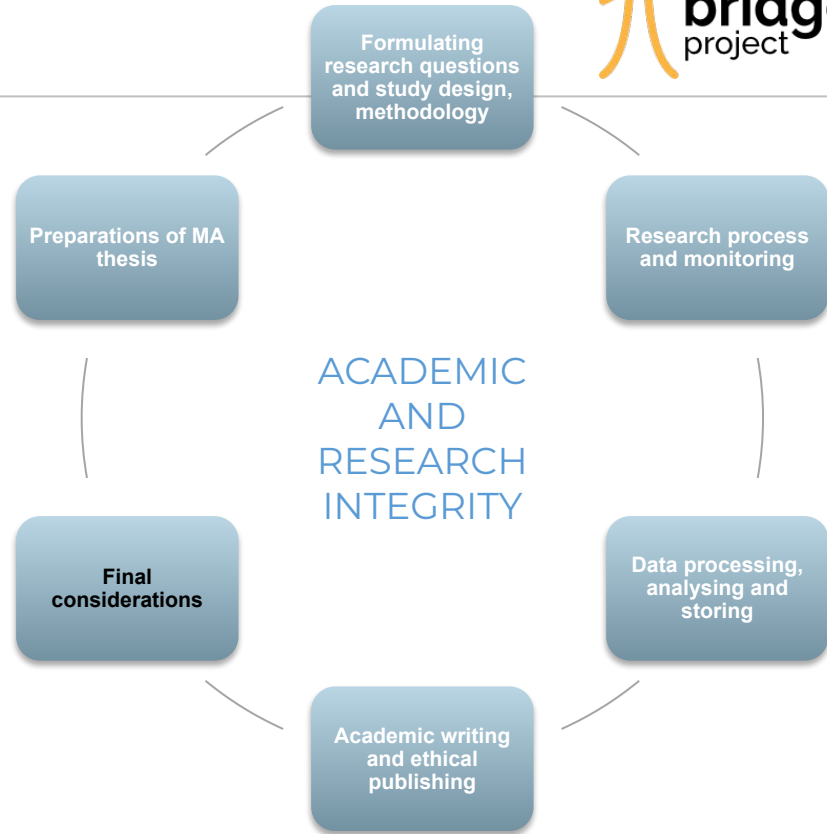 bridge
project
Formulating
research questions
and study design,
methodology
Preparations of MA
thesis
Research process
and monitoring
ACADEMIC
AND
RESEARCH
INTEGRITY
Final
considerations
Data processing,
analysing and
storing
Academic writing
and ethical
publishing